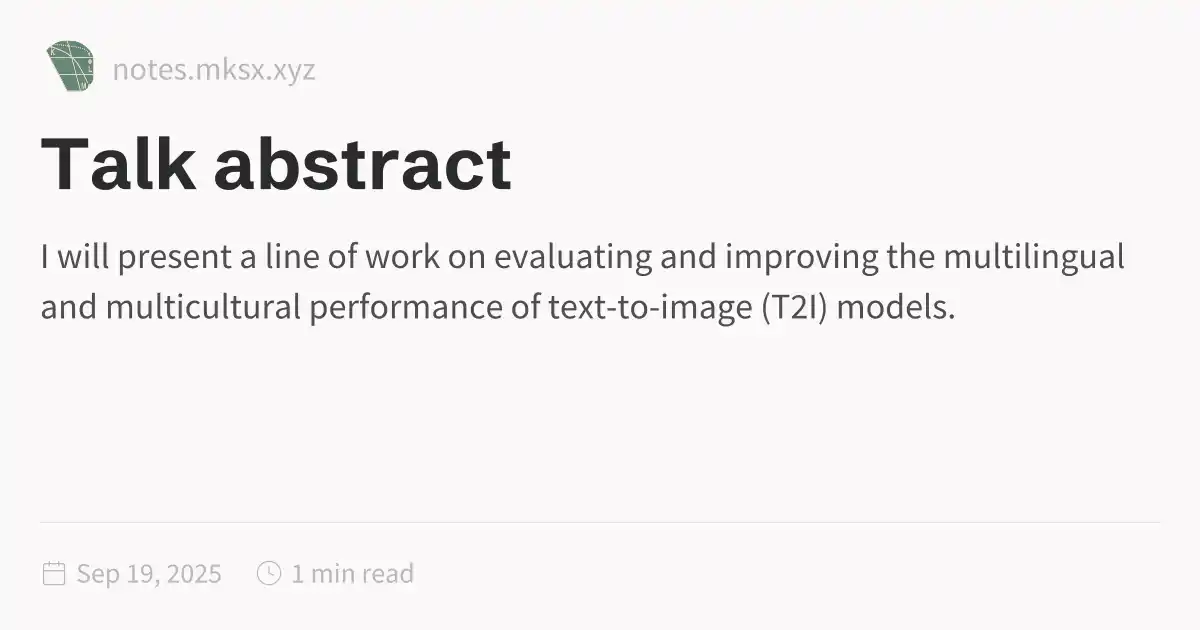 notes.mksx.xyz
Talk abstract
I will present a line of work on evaluating and improving the multilingual
and multicultural performance of text-to-image (T2I) models.
Sep 19, 2025
1 min read